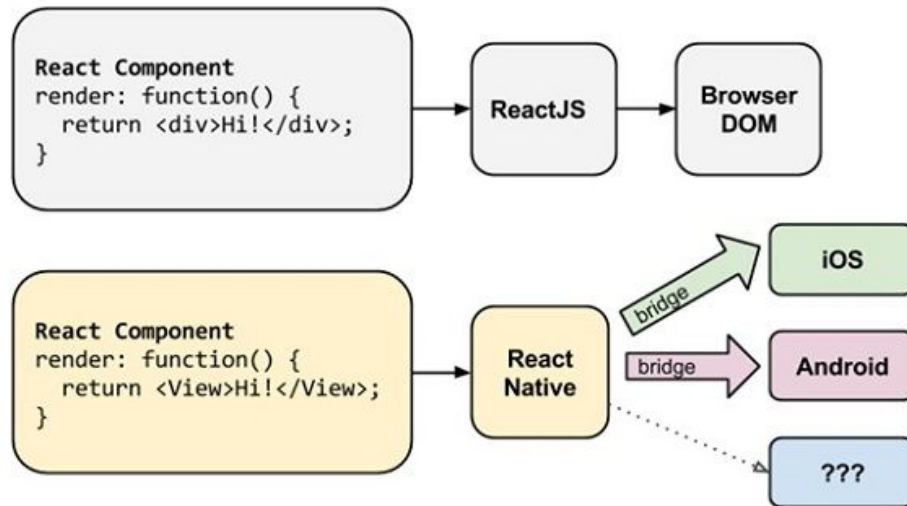 React Component
render: function() {
  return <div>Hi!</div>;
}
ReactJS
Browser
DOM
React Component
render: function() {
  return <View>Hi!</View>;
}
React
Native
bridge
iOS
bridge
Android
???